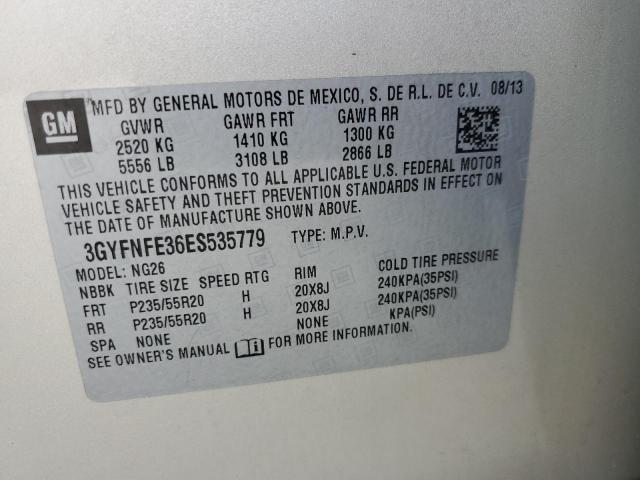 GM
MFD BY GENERAL MOTORS DE MEXICO, S. DE R.L. DE C.V. 08/13
GVWR GAWR FRT GAWR RR
2520 KG 1410 KG 1300 KG
5556 LB 3108 LB 2866 LB
THIS VEHICLE CONFORMS TO ALL APPLICABLE U.S. FEDERAL MOTOR
VEHICLE SAFETY AND THEFT PREVENTION STANDARDS IN EFFECT ON
THE DATE OF MANUFACTURE SHOWN ABOVE.
3GYFNFE36ES535779 TYPE: M.P.V.
MODEL: NG26
NBBK TIRE SIZE SPEED RTG RIM COLD TIRE PRESSURE
FRT P235/55R20 H 20X8J 240KPA(35PSI)
RR P235/55R20 H 20X8J 240KPA(35PSI)
SPA NONE NONE KPA(PSI)
SEE OWNER'S MANUAL FOR MORE INFORMATION.